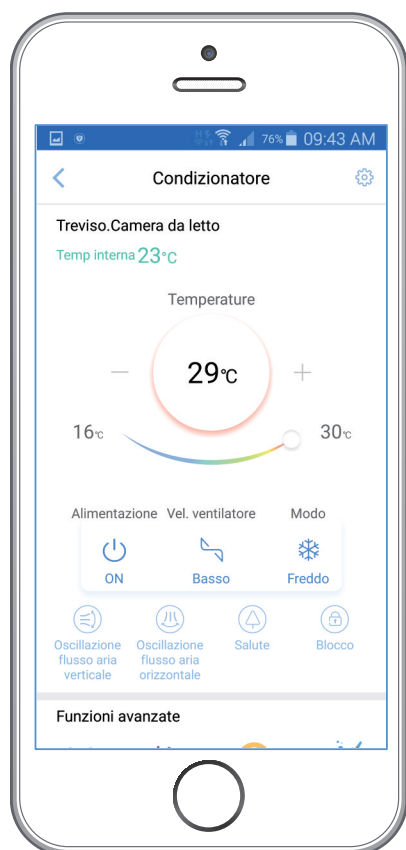 76% 09:43 AM
Condizionatore
Treviso.Camera da letto
Temp interna 23°C
Temperature
29°C
16°C 30°C
Alimentazione Vel. ventilatore Modo
ON Basso Freddo
Oscillazione flusso aria verticale
Oscillazione flusso aria orizzontale
Salute
Blocco
Funzioni avanzate